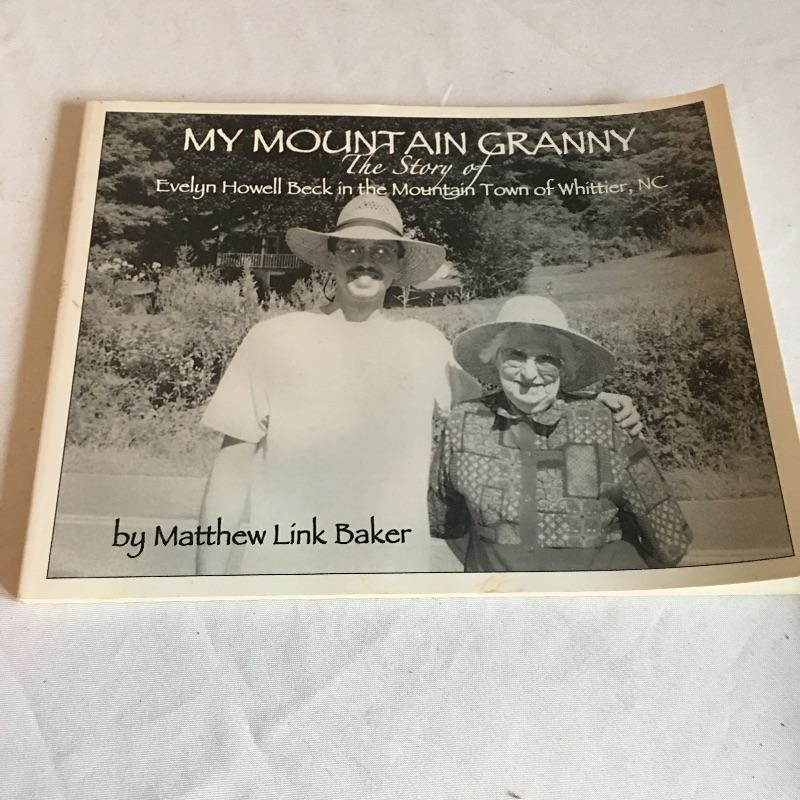 MY MOUNTAIN GRANNY
The Story of
Evelyn Howell Beck in the Mountain Town of Whittier, NC
by Matthew Link Baker